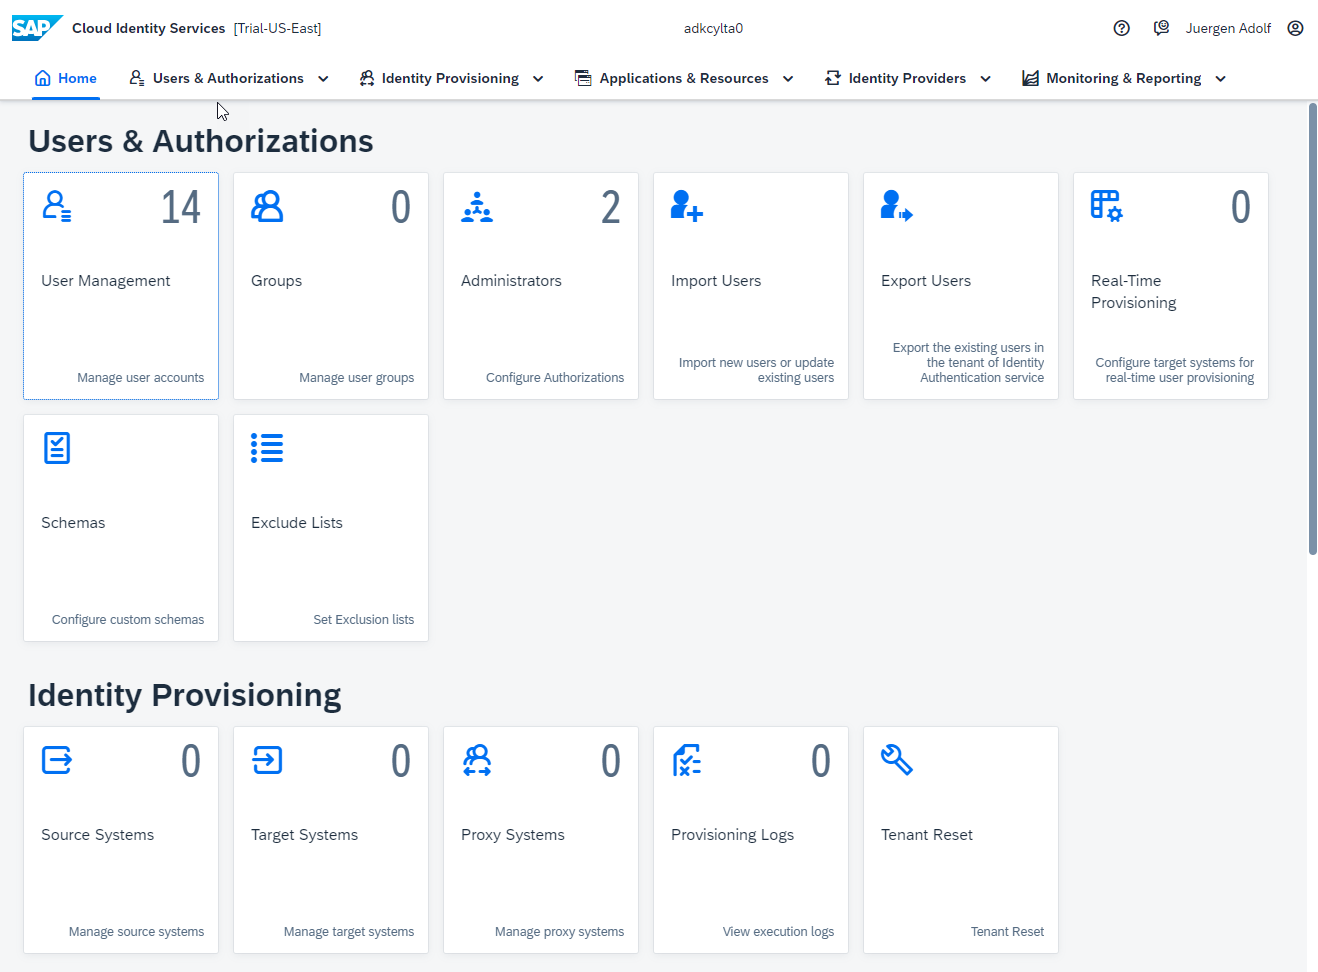 SAP Cloud Identity Services [Trial-US-East] adkcylta0 Juergen Adolf
Home Users & Authorizations Identity Provisioning Applications & Resources Identity Providers Monitoring & Reporting
Users & Authorizations
14
User Management
Manage user accounts
0
Groups
Manage user groups
2
Administrators
Configure Authorizations
Import Users
Import new users or update
existing users
Export Users
Export the existing users in
the tenant of Identity
Authentication service
0
Real-Time
Provisioning
Configure target systems for
real-time user provisioning
Schemas
Configure custom schemas
Exclude Lists
Set Exclusion lists
Identity Provisioning
0
Source Systems
Manage source systems
0
Target Systems
Manage target systems
0
Proxy Systems
Manage proxy systems
0
Provisioning Logs
View execution logs
Tenant Reset
Tenant Reset